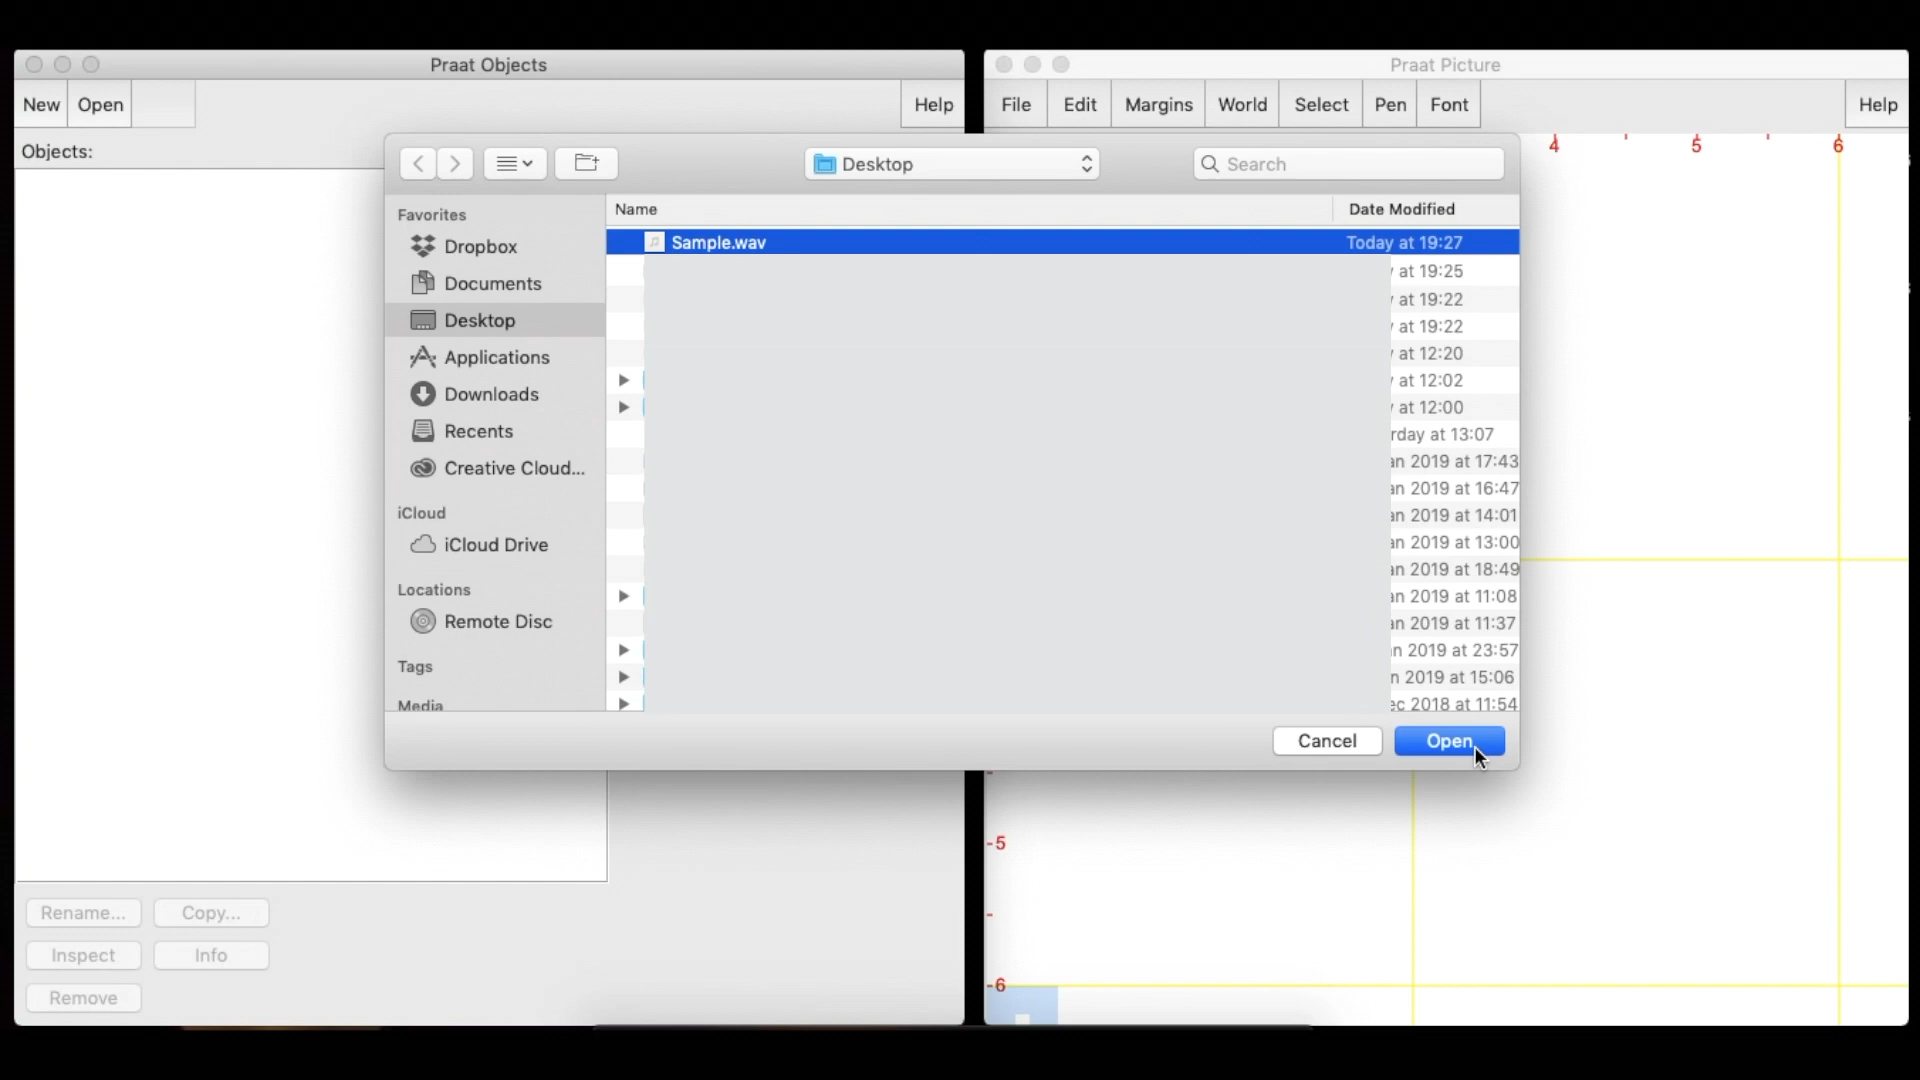 Praat Objects
New Open Help
Objects:
Rename... Copy...
Inspect Info
Remove
Praat Picture
File Edit Margins World Select Pen Font Help
4 5 6
-5
-6
Desktop
Search
Favorites
Dropbox
Documents
Desktop
Applications
Downloads
Recents
Creative Cloud...
iCloud
iCloud Drive
Locations
Remote Disc
Tags
Media
Name Date Modified
Sample.wav Today at 19:27
at 19:25
at 19:22
at 19:22
at 12:20
at 12:02
at 12:00
rday at 13:07
an 2019 at 17:43
an 2019 at 16:47
an 2019 at 14:01
an 2019 at 13:00
an 2019 at 18:49
an 2019 at 11:08
an 2019 at 11:37
n 2019 at 23:57
n 2019 at 15:06
ec 2018 at 11:54
Cancel Open